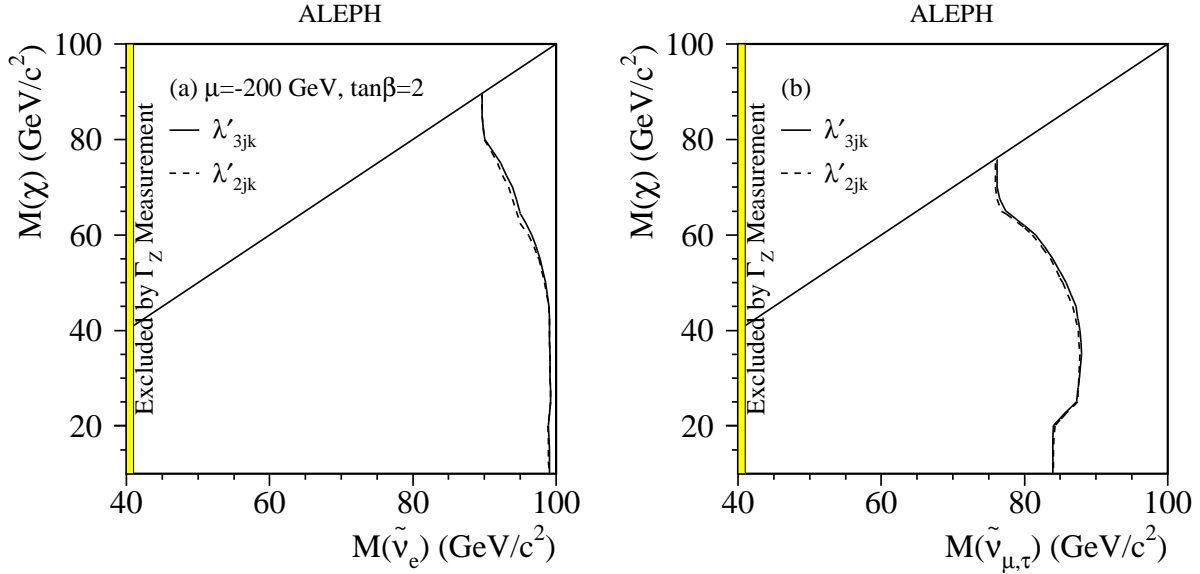 ALEPH
M(χ) (GeV/c²)
100
80
60
40
20
(a) μ=-200 GeV, tanβ=2
λ′3jk
λ′2jk
Excluded by ΓZ Measurement
40
60
80
100
M(ν̃e) (GeV/c²)
ALEPH
M(χ) (GeV/c²)
100
80
60
40
20
(b)
λ′3jk
λ′2jk
Excluded by ΓZ Measurement
40
60
80
100
M(ν̃μ,τ) (GeV/c²)